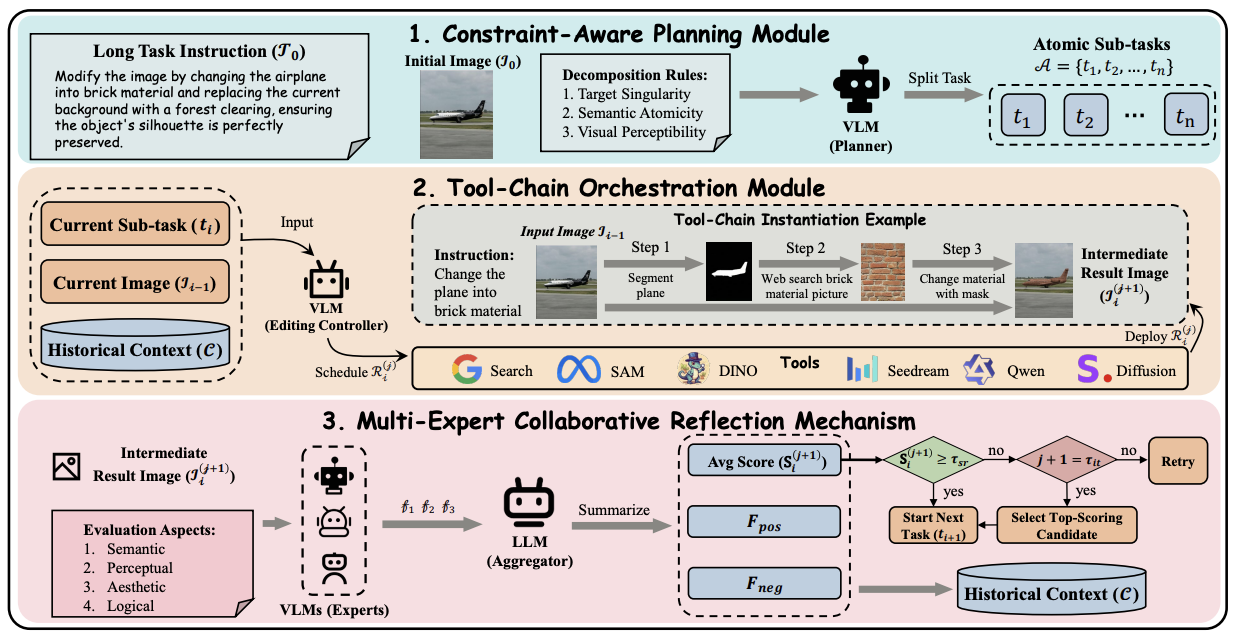 1. Constraint-Aware Planning Module
Long Task Instruction (𝒯₀)
Modify the image by changing the airplane
into brick material and replacing the current
background with a forest clearing, ensuring
the object's silhouette is perfectly
preserved.
Initial Image (ℐ₀)
Decomposition Rules:
1. Target Singularity
2. Semantic Atomicity
3. Visual Perceptibility
VLM
(Planner)
Split Task
Atomic Sub-tasks
𝒜 = {t₁, t₂, ..., tₙ}
t₁ t₂ ··· tn
2. Tool-Chain Orchestration Module
Current Sub-task (tᵢ)
Current Image (ℐᵢ₋₁)
Historical Context (𝒞)
Input
VLM
(Editing Controller)
Schedule ℛᵢ⁽ʲ⁾
Tool-Chain Instantiation Example
Instruction:
Change the
plane into
brick material
Input Image ℐᵢ₋₁
Step 1
Segment
plane
Step 2
Web search brick
material picture
Step 3
Change material
with mask
Intermediate
Result Image
(ℐᵢ⁽ʲ⁺¹⁾)
Deploy ℛᵢ⁽ʲ⁾
Tools
Search SAM DINO Seedream Qwen Diffusion
3. Multi-Expert Collaborative Reflection Mechanism
Intermediate
Result Image (ℐᵢ⁽ʲ⁺¹⁾)
Evaluation Aspects:
1. Semantic
2. Perceptual
3. Aesthetic
4. Logical
VLMs (Experts)
𝒻₁ 𝒻₂ 𝒻₃
LLM
(Aggregator)
Summarize
Avg Score (Sᵢ⁽ʲ⁺¹⁾)
F_pos
F_neg
Sᵢ⁽ʲ⁺¹⁾ ≥ τ_sr
no
j + 1 = τ_it
no
Retry
yes
yes
Start Next
Task (tᵢ₊₁)
Select Top-Scoring
Candidate
Historical Context (𝒞)